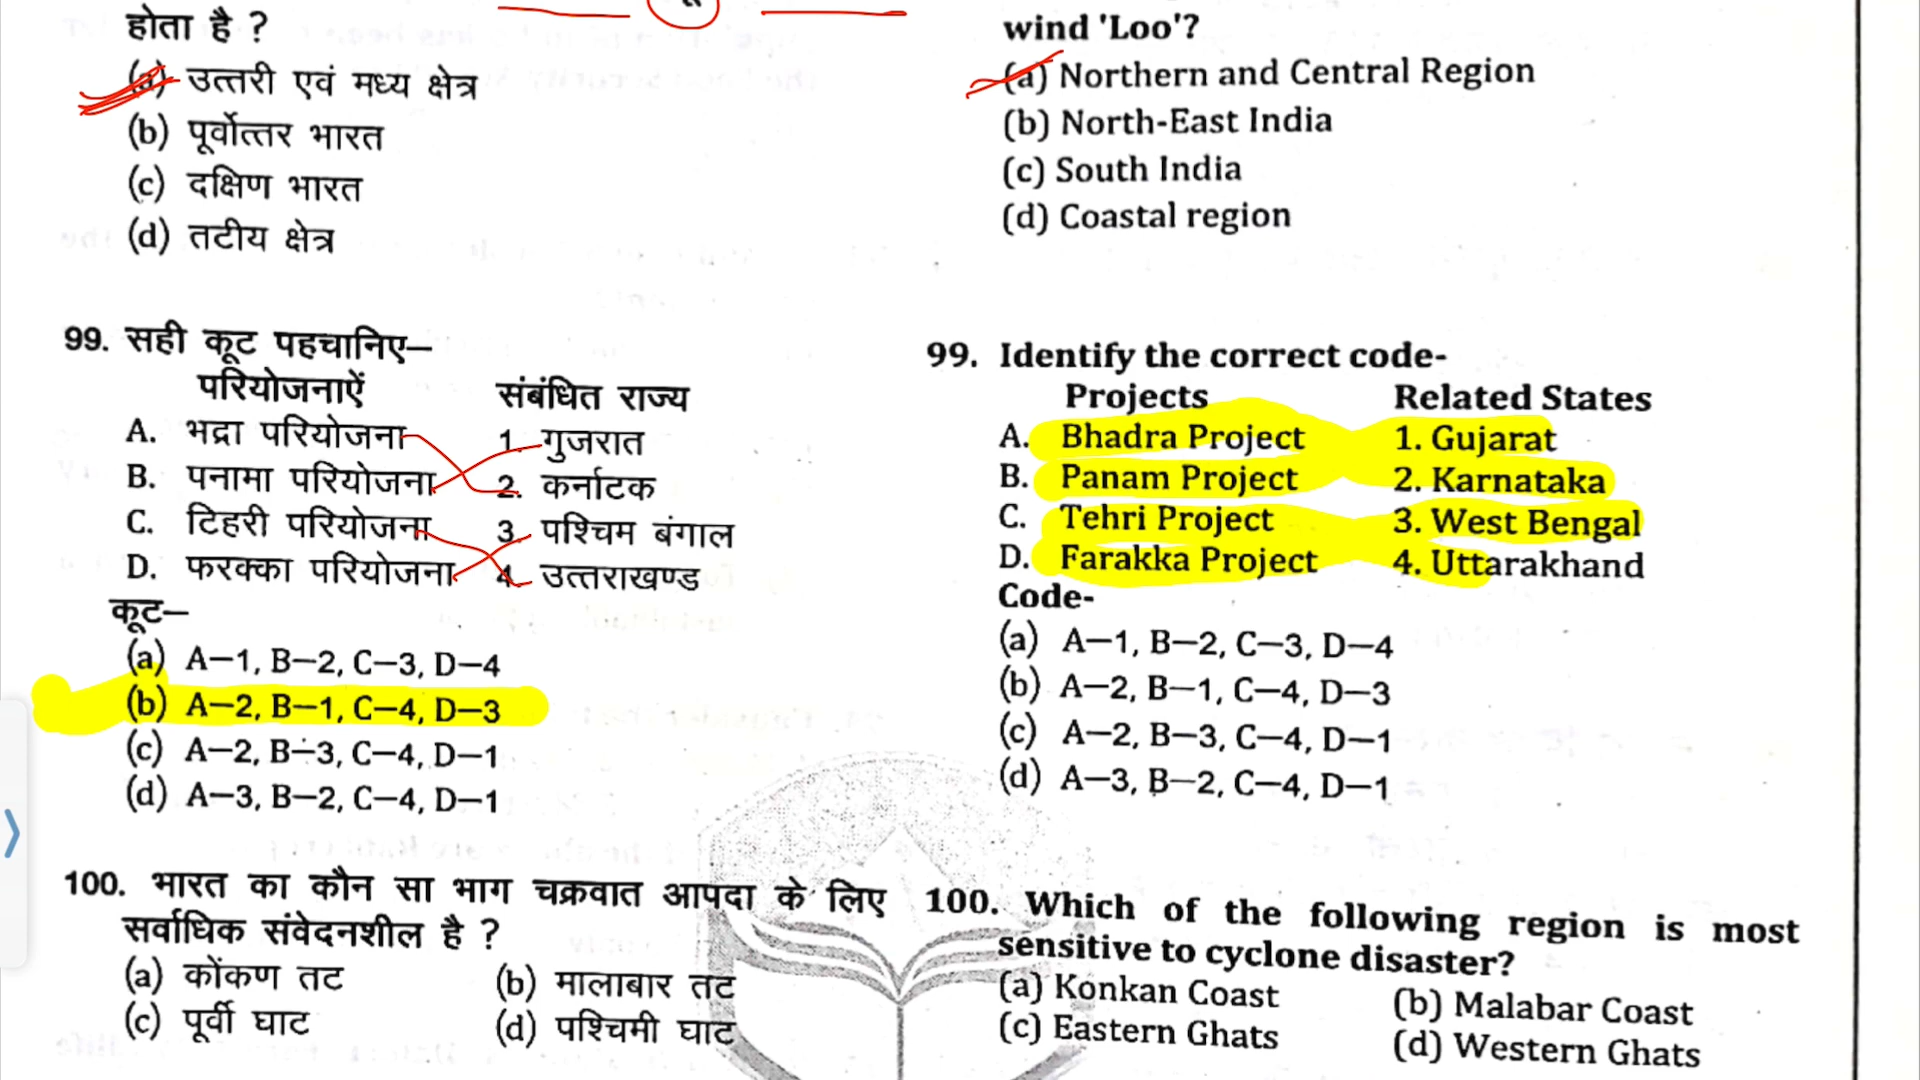 होता है ?
(a) उत्तरी एवं मध्य क्षेत्र
(b) पूर्वोत्तर भारत
(c) दक्षिण भारत
(d) तटीय क्षेत्र
99. सही कूट पहचानिए—
परियोजनाऐं संबंधित राज्य
A. भद्रा परियोजना 1. गुजरात
B. पनामा परियोजना 2. कर्नाटक
C. टिहरी परियोजना 3. पश्चिम बंगाल
D. फरक्का परियोजना 4. उत्तराखण्ड
कूट—
(a) A—1, B—2, C—3, D—4
(b) A—2, B—1, C—4, D—3
(c) A—2, B—3, C—4, D—1
(d) A—3, B—2, C—4, D—1
100. भारत का कौन सा भाग चक्रवात आपदा के लिए
सर्वाधिक संवेदनशील है ?
(a) कोंकण तट (b) मालाबार तट
(c) पूर्वी घाट (d) पश्चिमी घाट
wind 'Loo'?
(a) Northern and Central Region
(b) North-East India
(c) South India
(d) Coastal region
99. Identify the correct code-
Projects Related States
A. Bhadra Project 1. Gujarat
B. Panam Project 2. Karnataka
C. Tehri Project 3. West Bengal
D. Farakka Project 4. Uttarakhand
Code-
(a) A—1, B—2, C—3, D—4
(b) A—2, B—1, C—4, D—3
(c) A—2, B—3, C—4, D—1
(d) A—3, B—2, C—4, D—1
100. Which of the following region is most
sensitive to cyclone disaster?
(a) Konkan Coast (b) Malabar Coast
(c) Eastern Ghats (d) Western Ghats